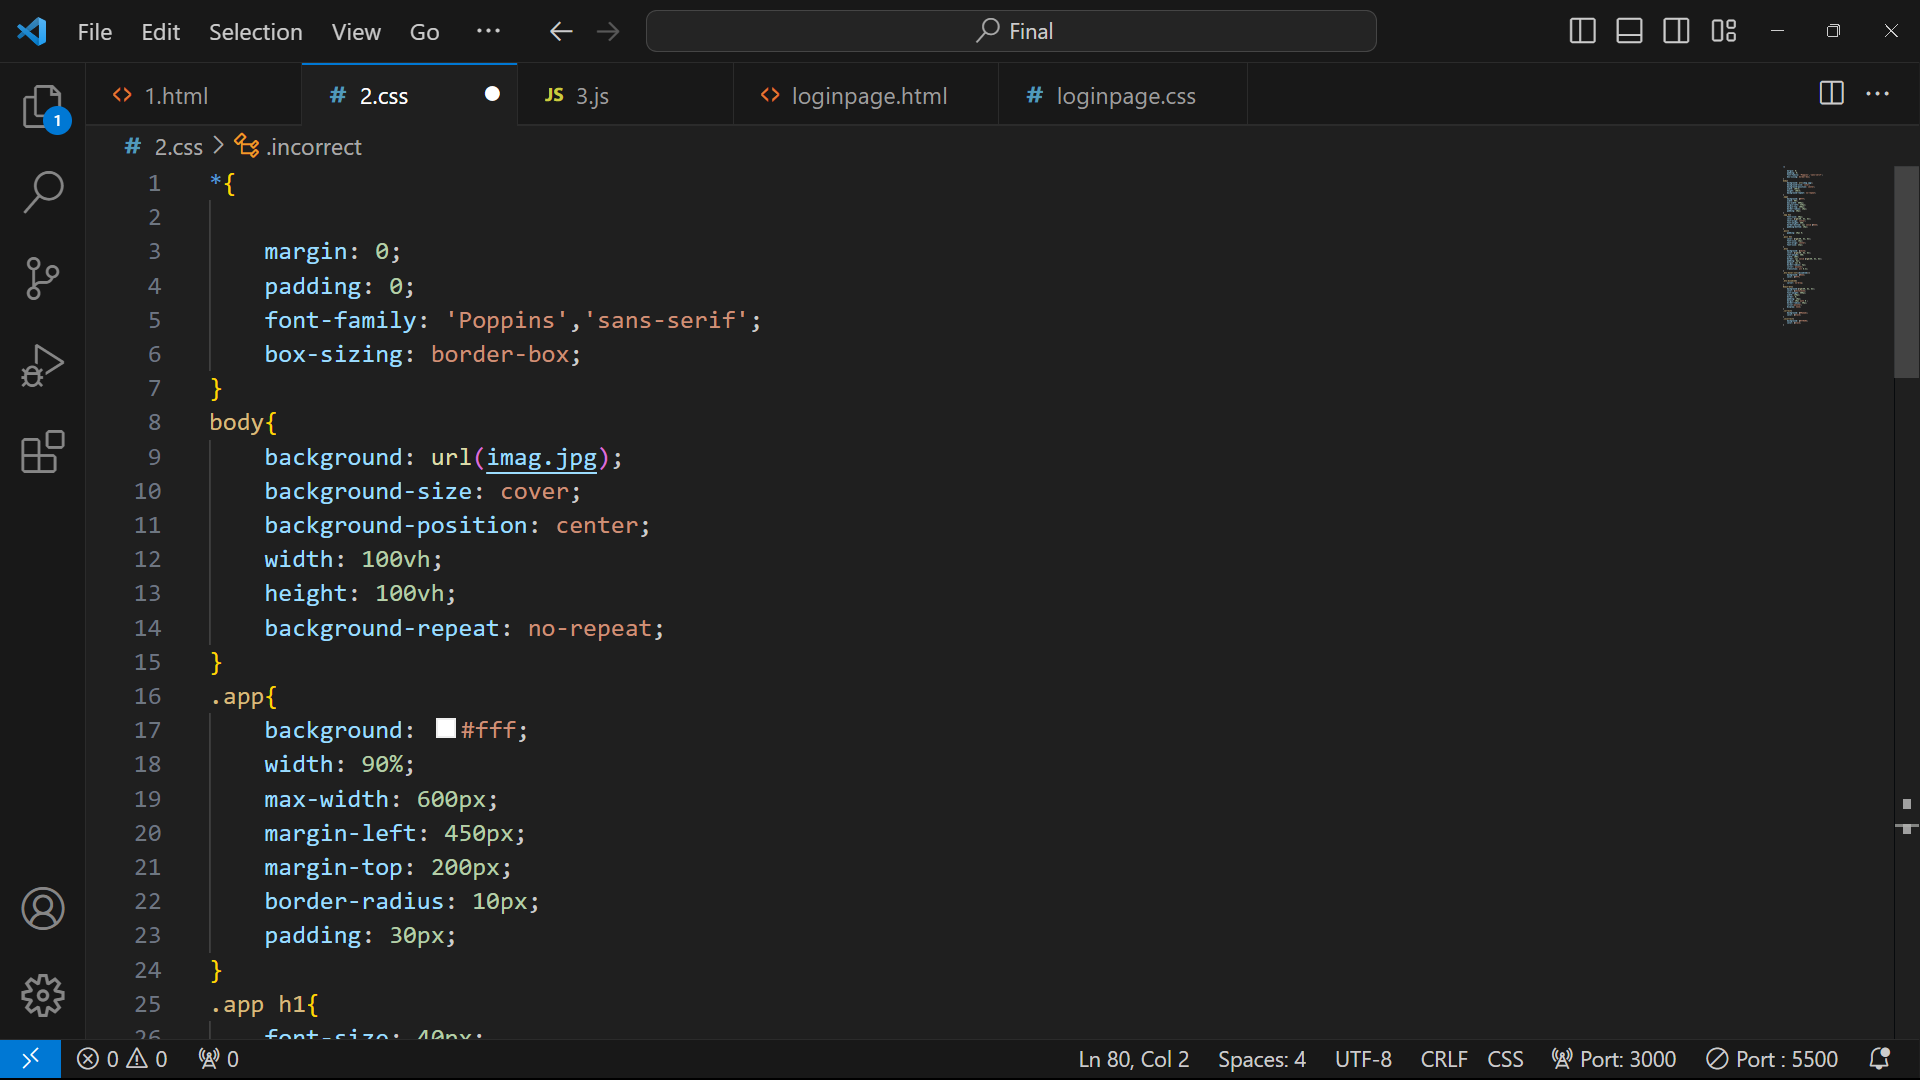 File Edit Selection View Go ··· Final
1.html 2.css JS 3.js loginpage.html loginpage.css
# 2.css > .incorrect
1 *{
2
3 margin: 0;
4 padding: 0;
5 font-family: 'Poppins','sans-serif';
6 box-sizing: border-box;
7 }
8 body{
9 background: url(imag.jpg);
10 background-size: cover;
11 background-position: center;
12 width: 100vh;
13 height: 100vh;
14 background-repeat: no-repeat;
15 }
16 .app{
17 background: #fff;
18 width: 90%;
19 max-width: 600px;
20 margin-left: 450px;
21 margin-top: 200px;
22 border-radius: 10px;
23 padding: 30px;
24 }
25 .app h1{
26 font-size: 40px;
1
0 0 0 Ln 80, Col 2 Spaces: 4 UTF-8 CRLF CSS Port: 3000 Port : 5500